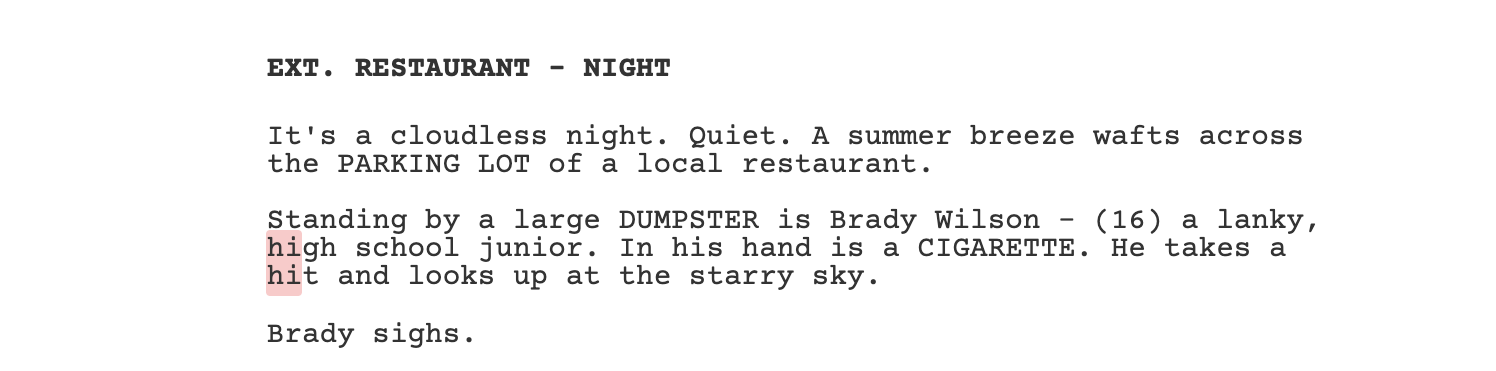 EXT. RESTAURANT - NIGHT
It's a cloudless night. Quiet. A summer breeze wafts across
the PARKING LOT of a local restaurant.
Standing by a large DUMPSTER is Brady Wilson - (16) a lanky,
high school junior. In his hand is a CIGARETTE. He takes a
hit and looks up at the starry sky.
Brady sighs.